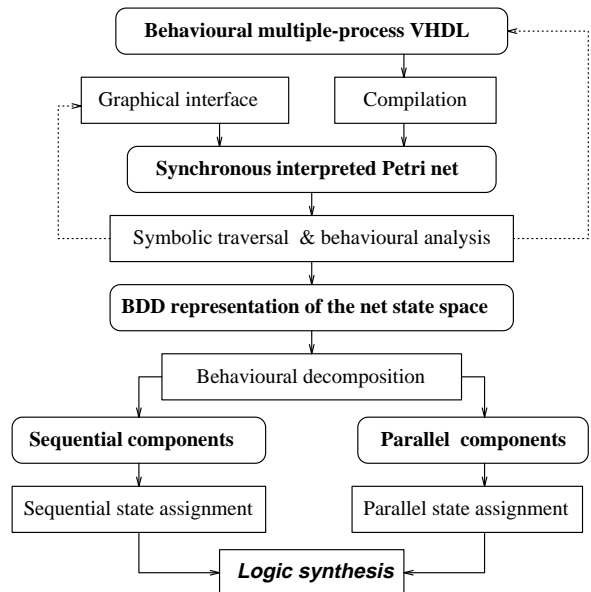 Behavioural multiple-process VHDL
Graphical interface
Compilation
Synchronous interpreted Petri net
Symbolic traversal & behavioural analysis
BDD representation of the net state space
Behavioural decomposition
Sequential components
Parallel components
Sequential state assignment
Parallel state assignment
Logic synthesis